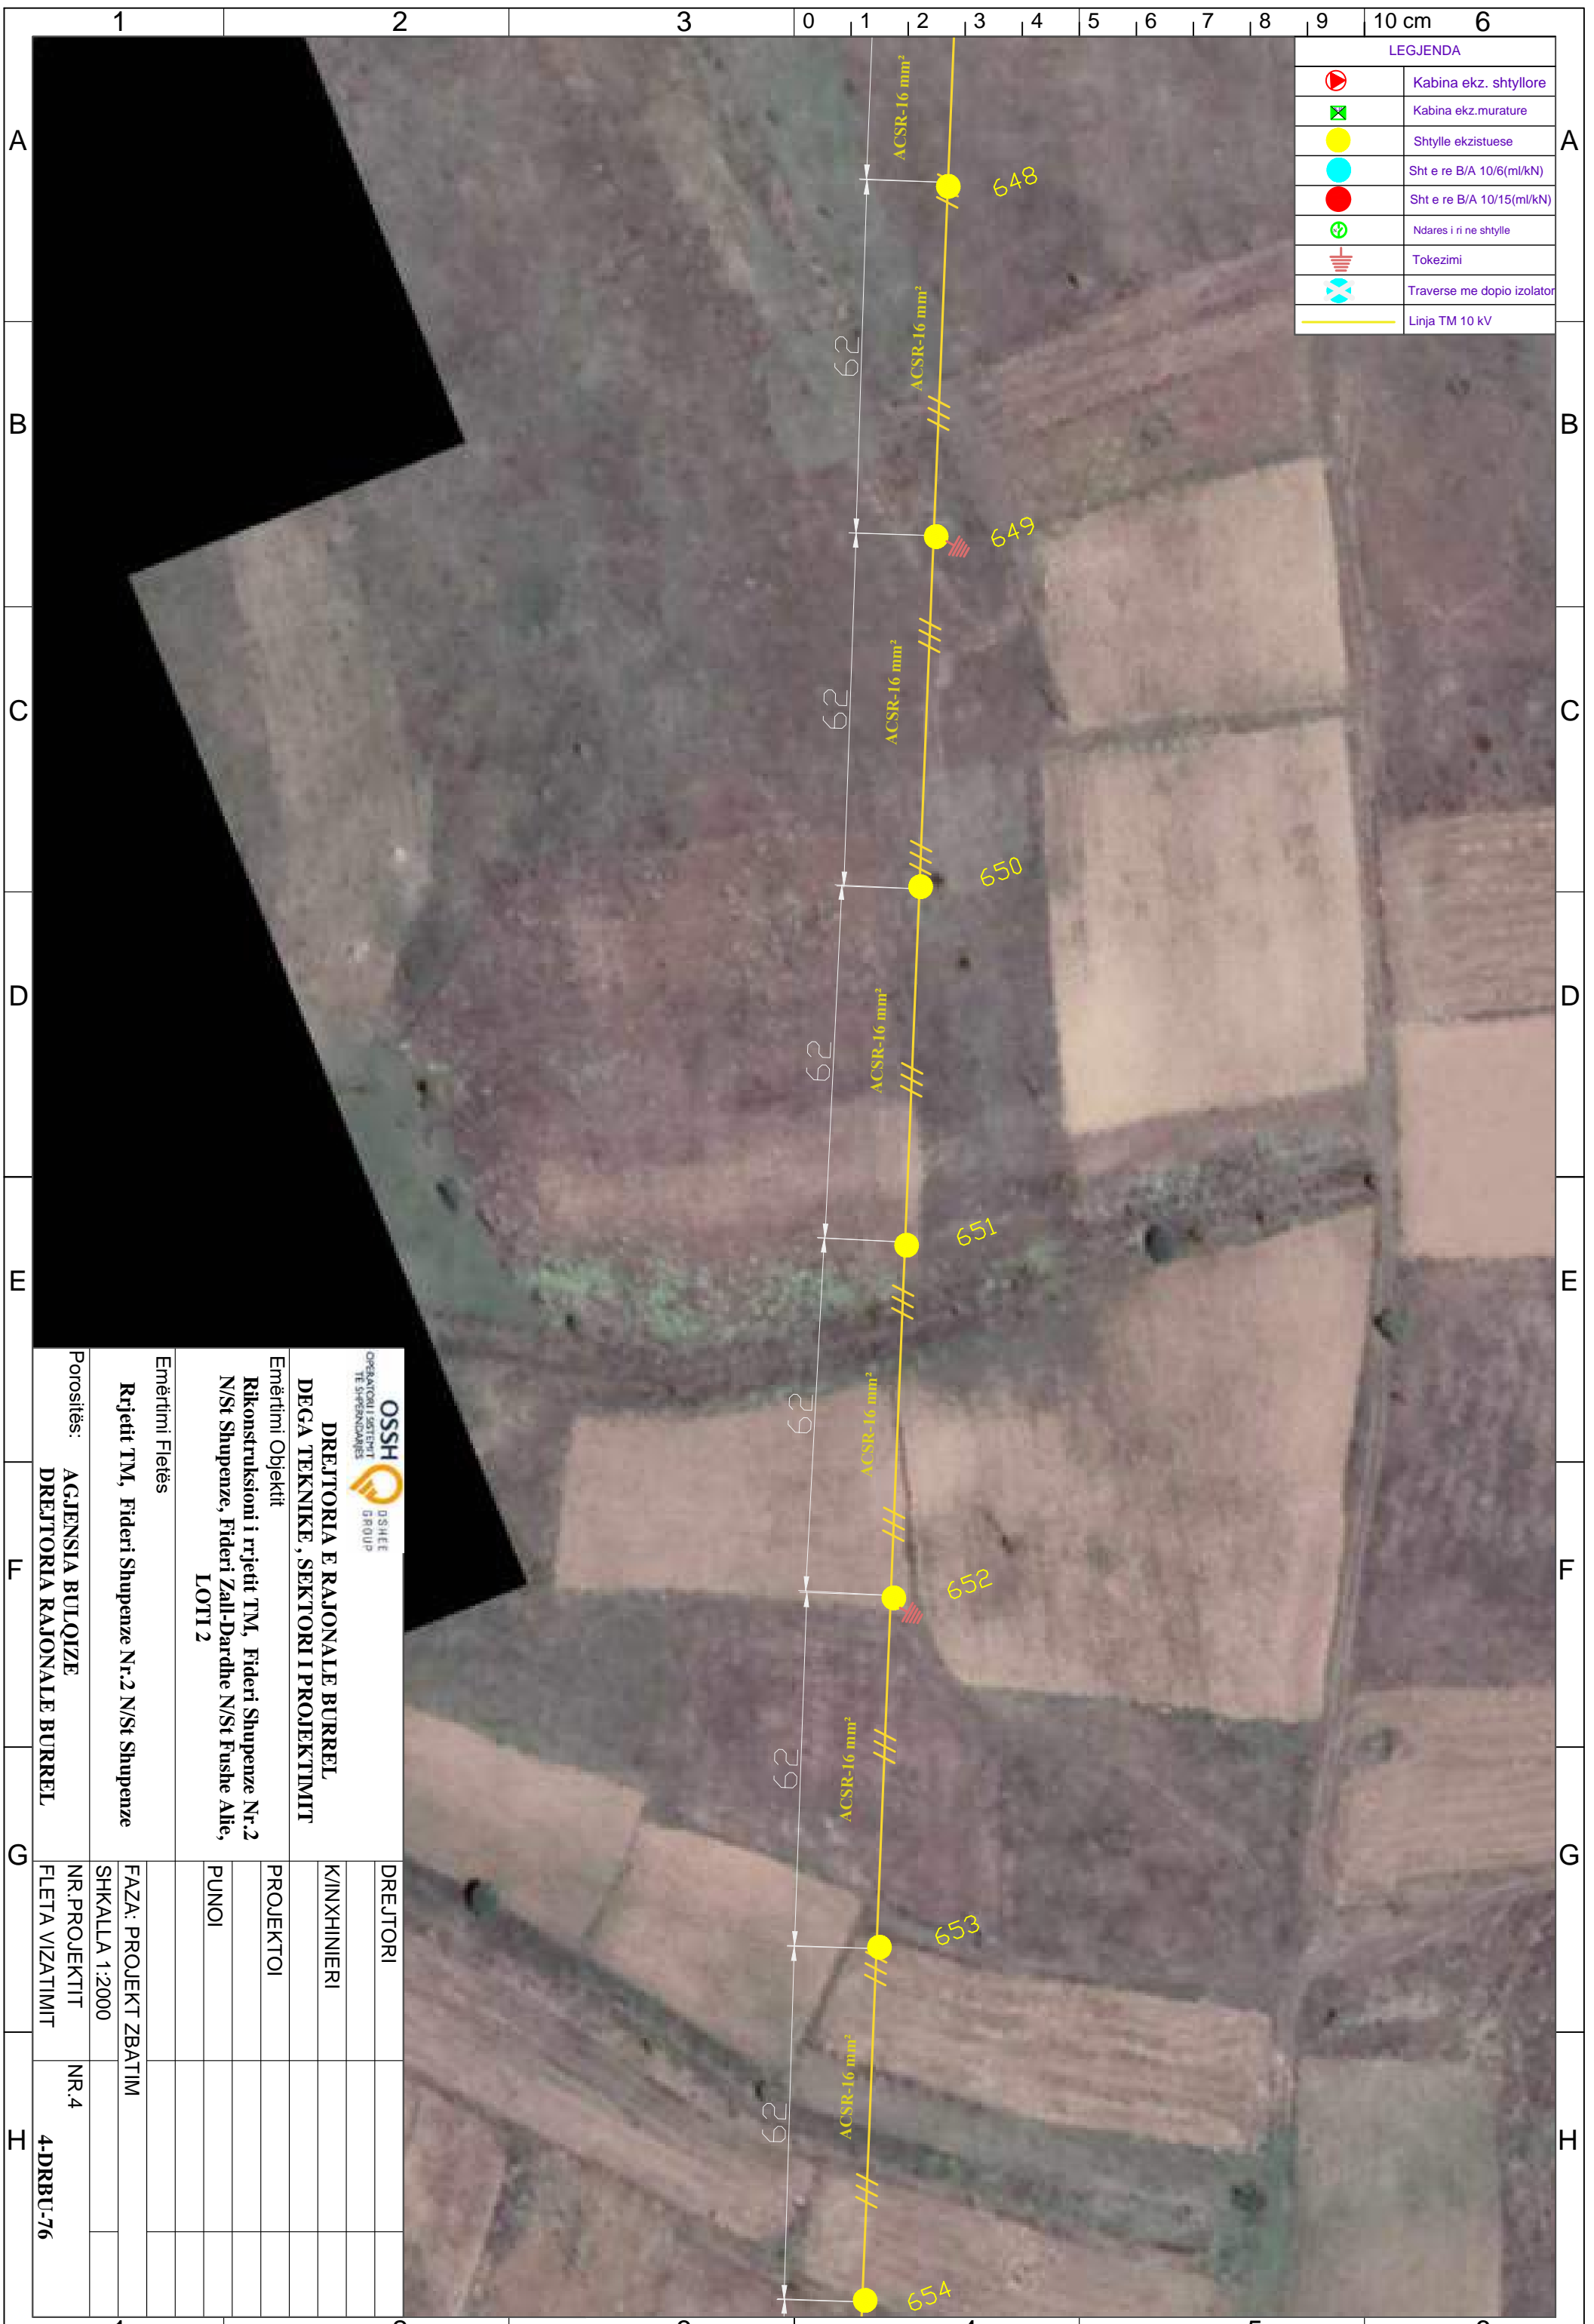 1 2 3 0 1 2 3 4 5 6 7 8 9 10 cm 6
LEGJENDA
Kabina ekz. shtyllore
Kabina ekz.murature
Shtylle ekzistuese
Sht e re B/A 10/6(ml/kN)
Sht e re B/A 10/15(ml/kN)
Ndares i ri ne shtylle
Tokezimi
Traverse me dopio izolator
Linja TM 10 kV
A A
B B
C C
D D
E E
F F
G G
H H
ACSR-16 mm²
648
62
ACSR-16 mm²
649
62
ACSR-16 mm²
650
62
ACSR-16 mm²
651
62
ACSR-16 mm²
652
62
ACSR-16 mm²
653
62
ACSR-16 mm²
654
OSSH
OPERATORI I SISTEMIT
TË SHPËRNDARJES
OSHEE
GROUP
DREJTORIA E RAJONALE BURREL
DEGA TEKNIKE , SEKTORI I PROJEKTIMIT
Emërtimi Objektit
Rikonstruksioni i rrjetit TM, Fideri Shupenze Nr.2
N/St Shupenze, Fideri Zall-Dardhe N/St Fushe Alie,
LOTI 2
Emërtimi Fletës
Rrjetit TM, Fideri Shupenze Nr.2 N/St Shupenze
Porositës:
AGJENSIA BULQIZE
DREJTORIA RAJONALE BURREL
DREJTORI
K/INXHINIERI
PROJEKTOI
PUNOI
FAZA: PROJEKT ZBATIM
SHKALLA 1:2000
NR.PROJEKTIT NR.4
FLETA VIZATIMIT 4-DRBU-76